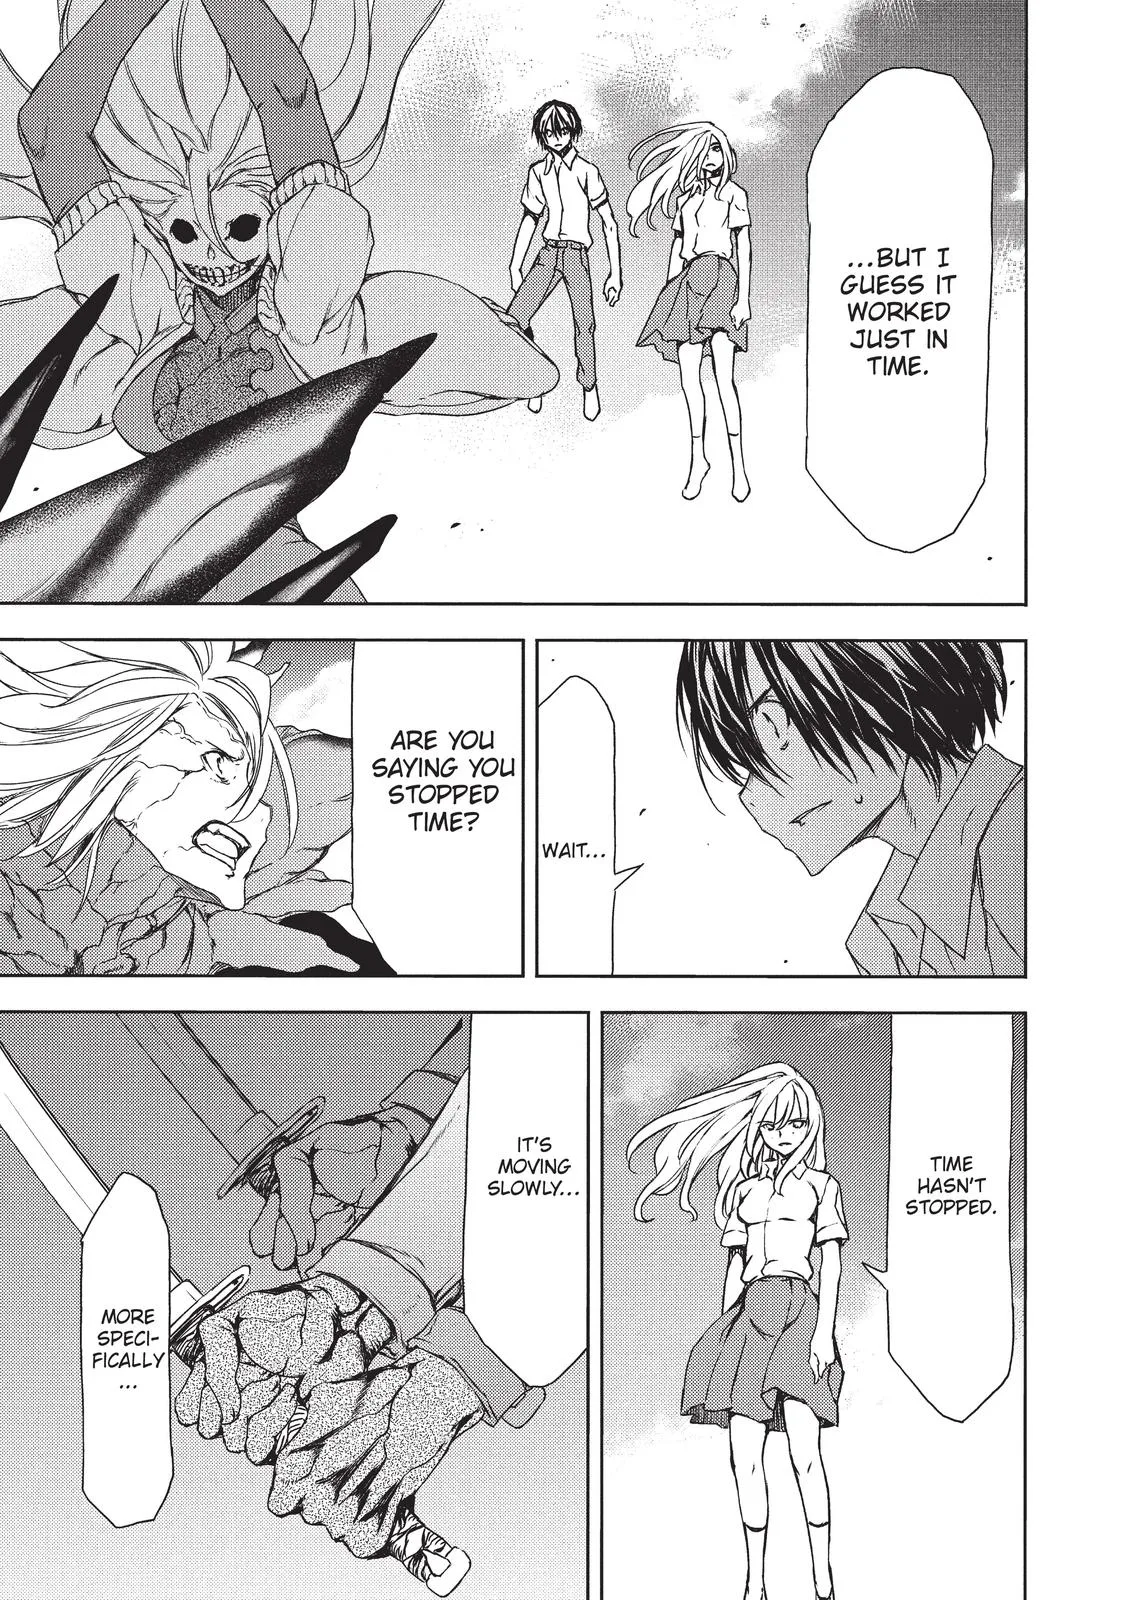 ...BUT I
GUESS IT
WORKED
JUST IN
TIME.
WAIT...
ARE YOU
SAYING YOU
STOPPED
TIME?
TIME
HASN'T
STOPPED.
IT'S
MOVING
SLOWLY...
MORE
SPECI-
FICALLY
...